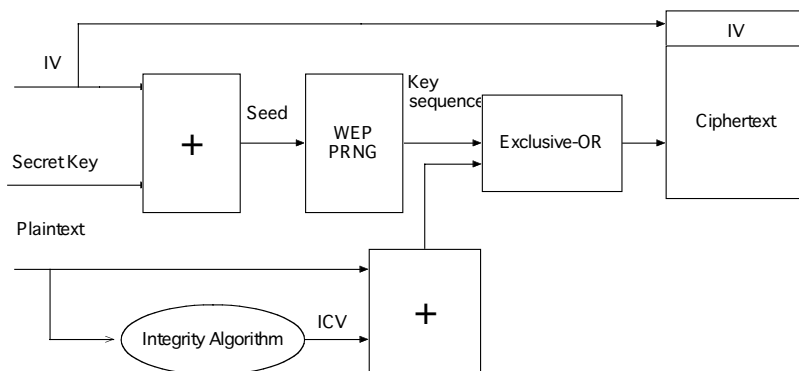 IV
IV
Key
sequence
Seed
+
WEP
PRNG
Exclusive-OR
Ciphertext
Secret Key
Plaintext
+
ICV
Integrity Algorithm